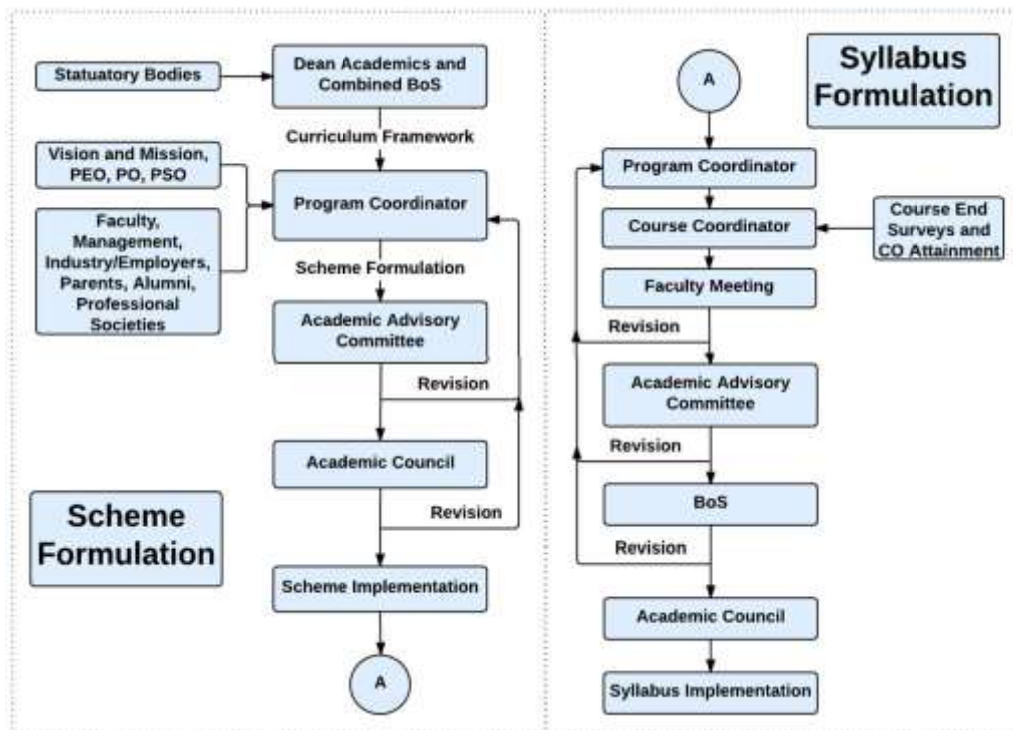 Statuatory Bodies
Dean Academics and
Combined BoS
Curriculum Framework
Vision and Mission,
PEO, PO, PSO
Program Coordinator
Faculty,
Management,
Industry/Employers,
Parents, Alumni,
Professional
Societies
Scheme Formulation
Academic Advisory
Committee
Revision
Academic Council
Revision
Scheme
Formulation
Scheme Implementation
A
Syllabus
Formulation
A
Program Coordinator
Course Coordinator
Course End
Surveys and
CO Attainment
Faculty Meeting
Revision
Academic Advisory
Committee
Revision
BoS
Revision
Academic Council
Syllabus Implementation